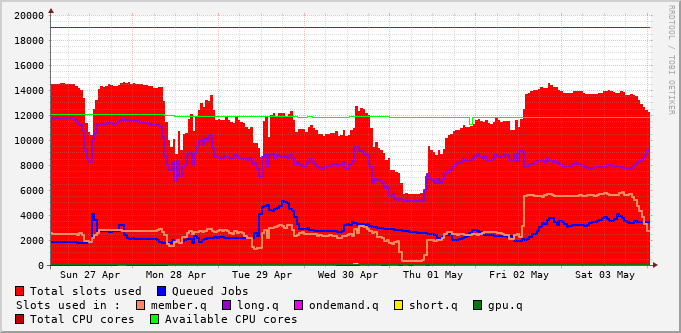 20000
18000
16000
14000
12000
10000
8000
6000
4000
2000
0
Sun 27 Apr Mon 28 Apr Tue 29 Apr Wed 30 Apr Thu 01 May Fri 02 May Sat 03 May
Total slots used Queued Jobs
Slots used in : member.q long.q ondemand.q short.q gpu.q
Total CPU cores Available CPU cores
RRDTOOL / TOBI OETIKER